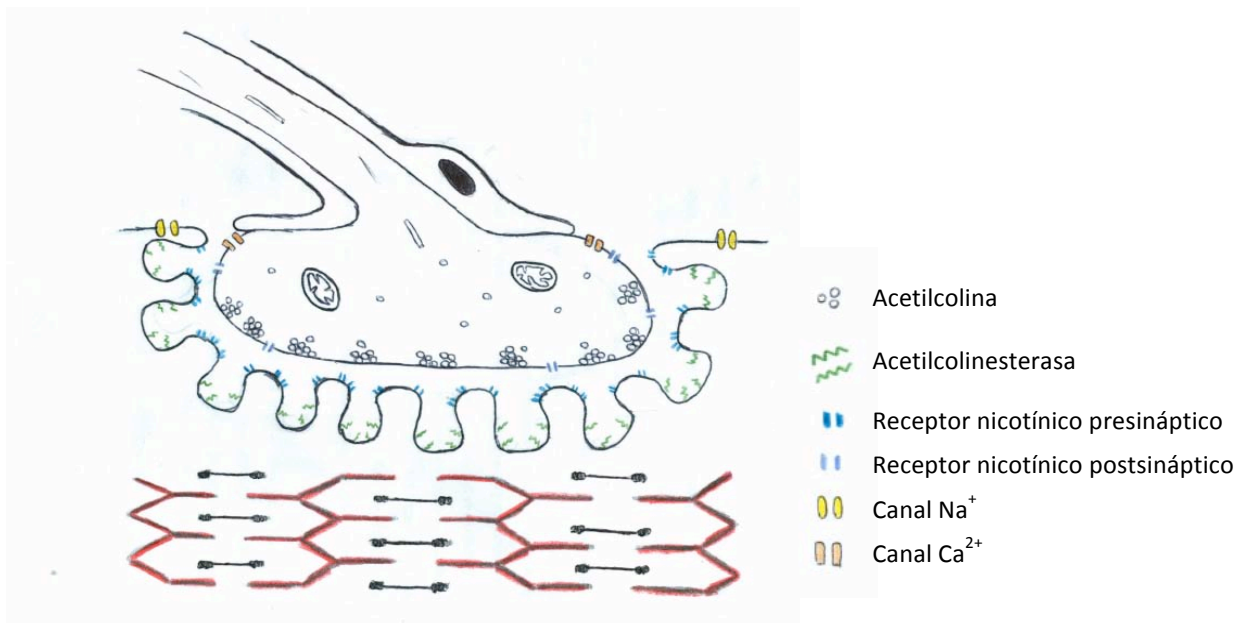 Acetilcolina
Acetilcolinesterasa
Receptor nicotínico presináptico
Receptor nicotínico postsináptico
Canal Na⁺
Canal Ca²⁺